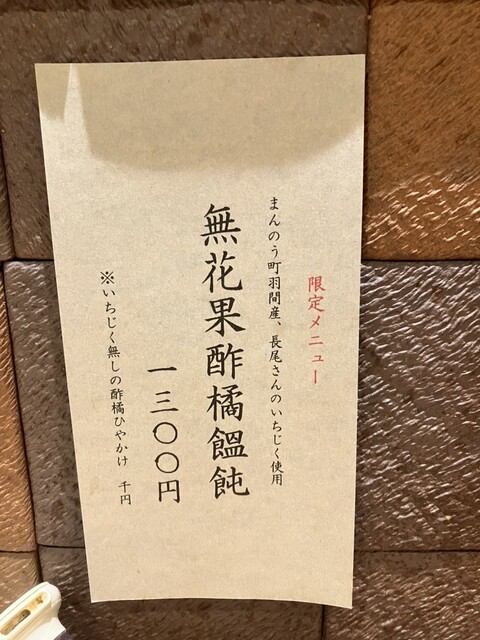 限定メニュー
まんのう町羽間産、長尾さんのいちじく使用
無花果酢橘饂飩
一三〇〇円
※いちじく無しの酢橘ひやかけ 千円